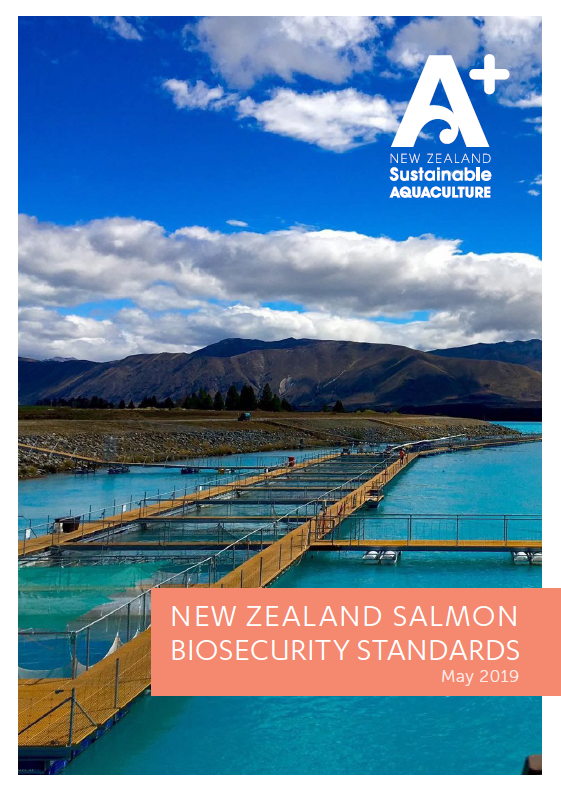 A+
NEW ZEALAND
Sustainable
AQUACULTURE
NEW ZEALAND SALMON
BIOSECURITY STANDARDS
May 2019